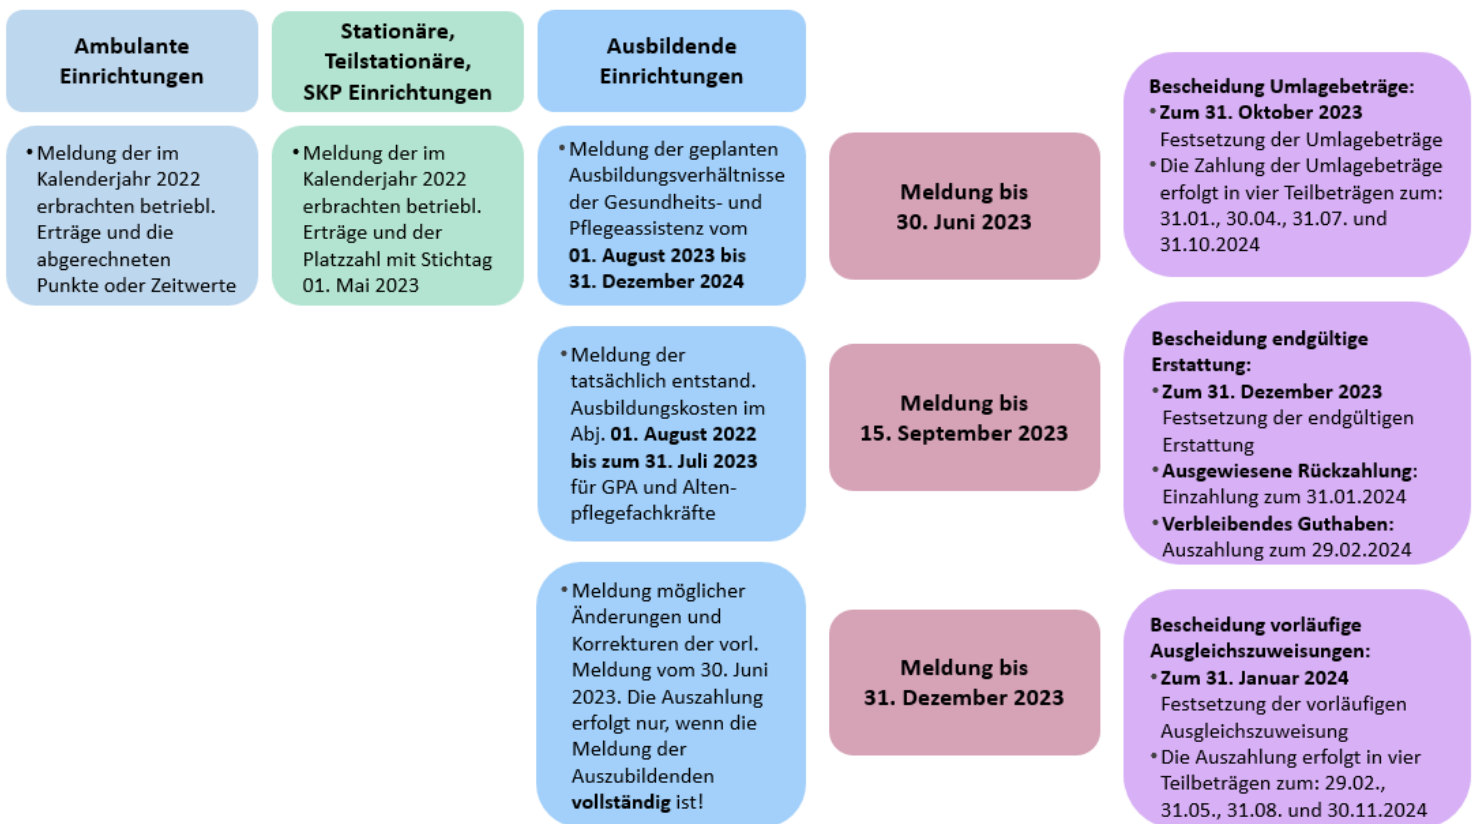 Ambulante
Einrichtungen
Stationäre,
Teilstationäre,
SKP Einrichtungen
Ausbildende
Einrichtungen
• Meldung der im
Kalenderjahr 2022
erbrachten betriebl.
Erträge und die
abgerechneten
Punkte oder Zeitwerte
• Meldung der im
Kalenderjahr 2022
erbrachten betriebl.
Erträge und der
Platzzahl mit Stichtag
01. Mai 2023
• Meldung der geplanten
Ausbildungsverhältnisse
der Gesundheits- und
Pflegeassistenz vom
01. August 2023 bis
31. Dezember 2024
Meldung bis
30. Juni 2023
Bescheidung Umlagebeträge:
• Zum 31. Oktober 2023
Festsetzung der Umlagebeträge
• Die Zahlung der Umlagebeträge
erfolgt in vier Teilbeträgen zum:
31.01., 30.04., 31.07. und
31.10.2024
• Meldung der
tatsächlich entstand.
Ausbildungskosten im
Abj. 01. August 2022
bis zum 31. Juli 2023
für GPA und Alten-
pflegefachkräfte
Meldung bis
15. September 2023
Bescheidung endgültige
Erstattung:
• Zum 31. Dezember 2023
Festsetzung der endgültigen
Erstattung
• Ausgewiesene Rückzahlung:
Einzahlung zum 31.01.2024
• Verbleibendes Guthaben:
Auszahlung zum 29.02.2024
• Meldung möglicher
Änderungen und
Korrekturen der vorl.
Meldung vom 30. Juni
2023. Die Auszahlung
erfolgt nur, wenn die
Meldung der
Auszubildenden
vollständig ist!
Meldung bis
31. Dezember 2023
Bescheidung vorläufige
Ausgleichszuweisungen:
• Zum 31. Januar 2024
Festsetzung der vorläufigen
Ausgleichszuweisung
• Die Auszahlung erfolgt in vier
Teilbeträgen zum: 29.02.,
31.05., 31.08. und 30.11.2024